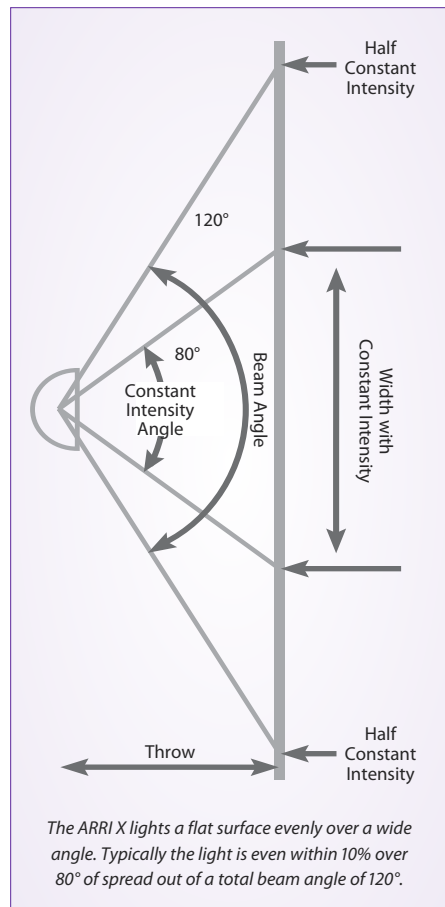 Half
Constant
Intensity
120°
80°
Constant
Intensity
Angle
Beam Angle
Width with
Constant Intensity
Throw
Half
Constant
Intensity
The ARRI X lights a flat surface evenly over a wide
angle. Typically the light is even within 10% over
80° of spread out of a total beam angle of 120°.